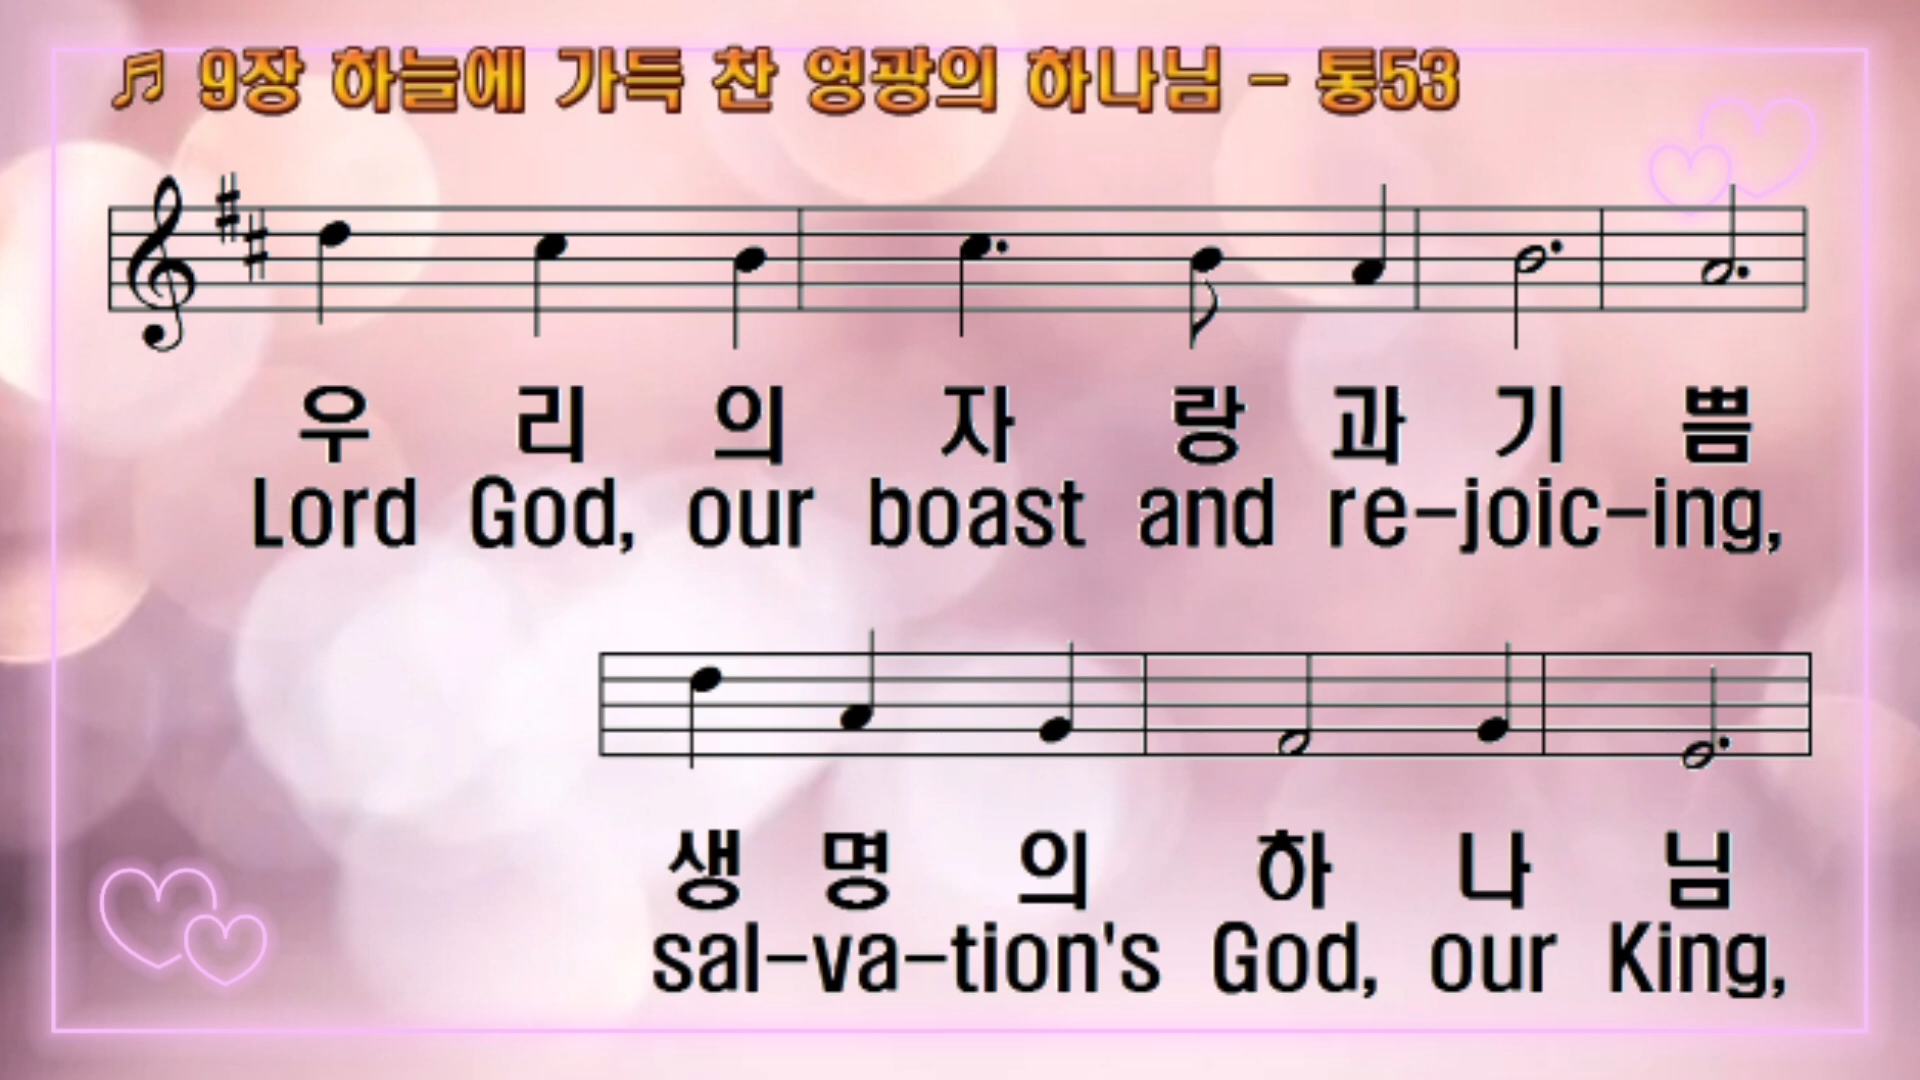 ♬ 9장 하늘에 가득 찬 영광의 하나님 - 통53
우 리 의 자 랑 과 기 쁨
Lord God, our boast and re-joic-ing,
생 명 의 하 나 님
sal-va-tion's God, our King,